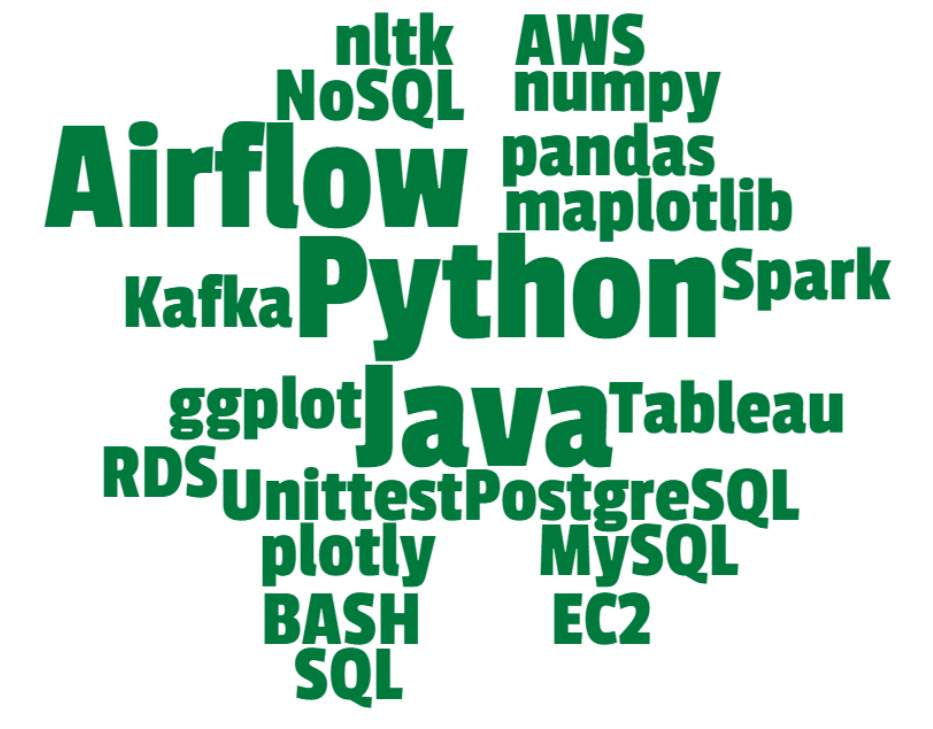 nltk AWS
NoSQL numpy
Airflow pandas
maplotlib
Kafka Python Spark
ggplot Java Tableau
RDS Unittest PostgreSQL
plotly MySQL
BASH EC2
SQL